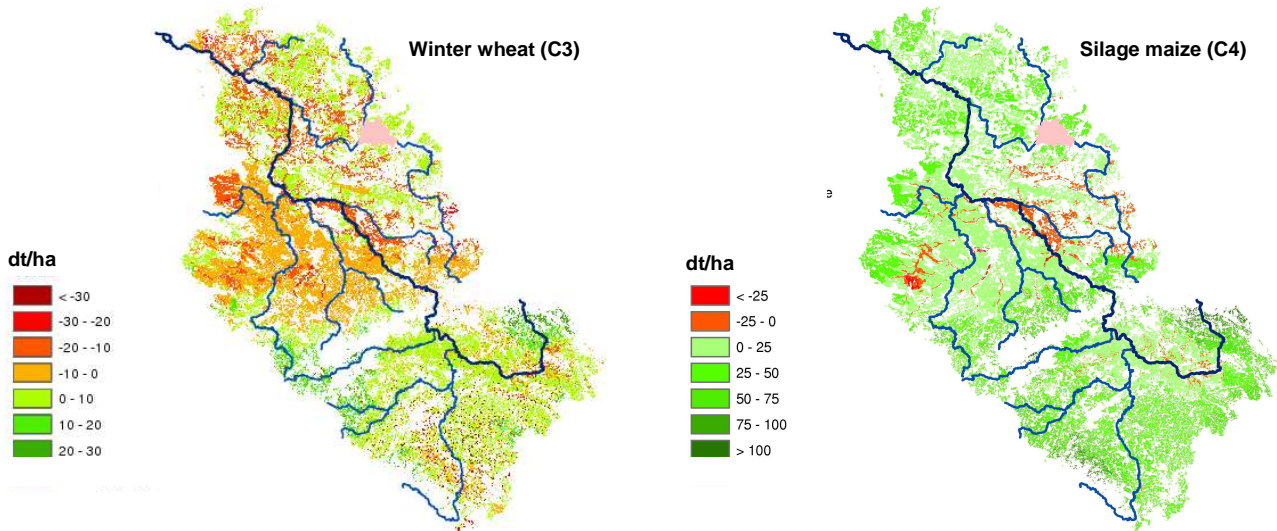 Winter wheat (C3)
dt/ha
< -30
-30 - -20
-20 - -10
-10 - 0
0 - 10
10 - 20
20 - 30
Silage maize (C4)
e
dt/ha
< -25
-25 - 0
0 - 25
25 - 50
50 - 75
75 - 100
> 100